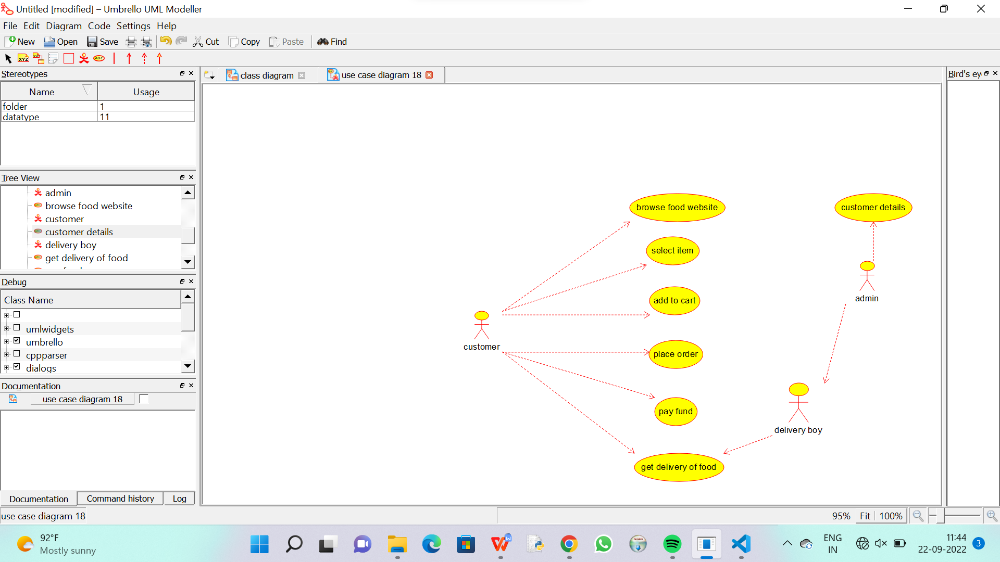 Untitled [modified] – Umbrello UML Modeller
File Edit Diagram Code Settings Help
New Open Save Cut Copy Paste Find
XYZ XYZ ABC
Stereotypes
Name Usage
folder 1
datatype 11
Tree View
admin
browse food website
customer
customer details
delivery boy
get delivery of food
Debug
Class Name
umlwidgets
umbrello
cppparser
dialogs
Documentation
use case diagram 18
Documentation Command history Log
class diagram
use case diagram 18
browse food website
customer details
select item
add to cart
admin
customer
place order
pay fund
delivery boy
get delivery of food
Bird's ey
use case diagram 18
95% Fit 100%
92°F
Mostly sunny
ENG
IN
11:44
22-09-2022
3